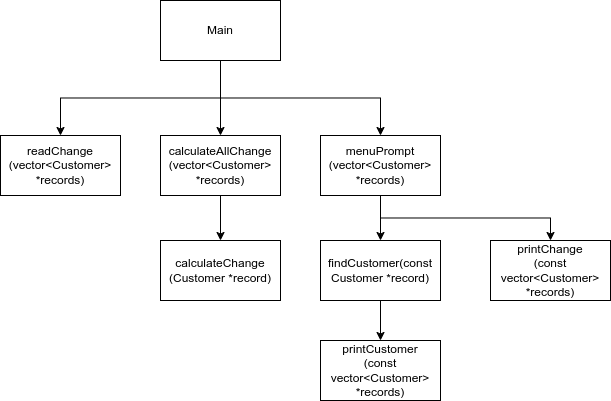 Main
readChange
(vector<Customer>
*records)
calculateAllChange
(vector<Customer>
*records)
menuPrompt
(vector<Customer>
*records)
calculateChange
(Customer *record)
findCustomer(const
Customer *record)
printChange
(const
vector<Customer>
*records)
printCustomer
(const
vector<Customer>
*records)